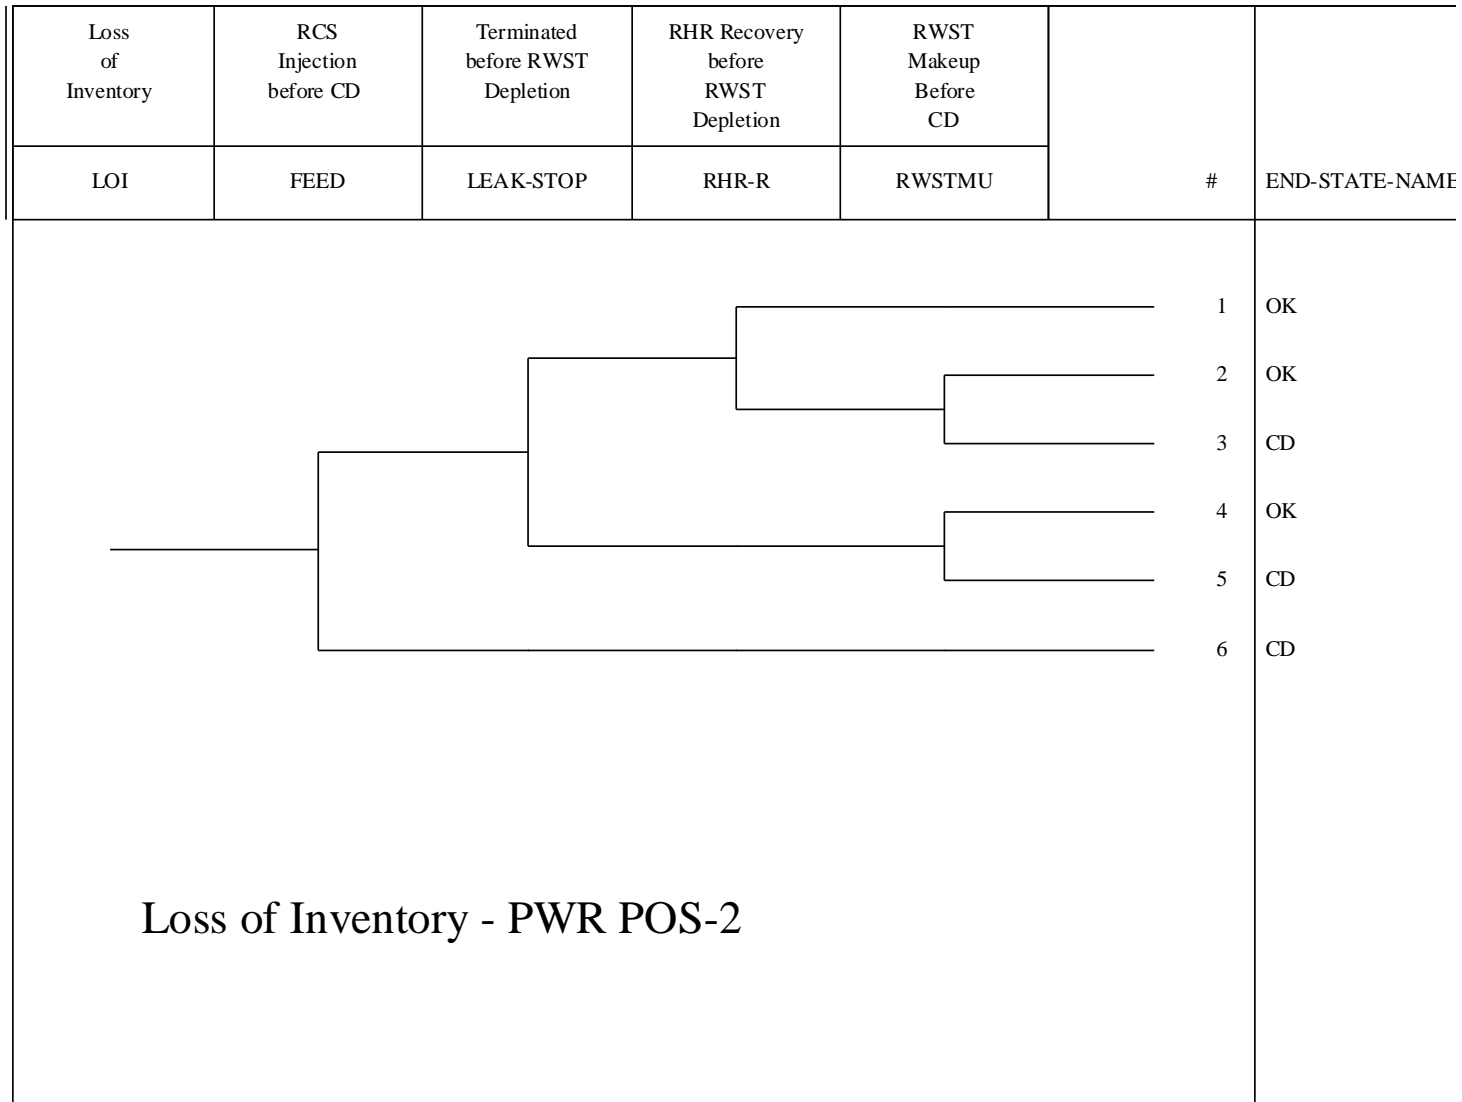 Loss
of
Inventory
RCS
Injection
before CD
Terminated
before RWST
Depletion
RHR Recovery
before
RWST
Depletion
RWST
Makeup
Before
CD
LOI
FEED
LEAK-STOP
RHR-R
RWSTMU
#
END-STATE-NAME
1 OK
2 OK
3 CD
4 OK
5 CD
6 CD
Loss of Inventory - PWR POS-2